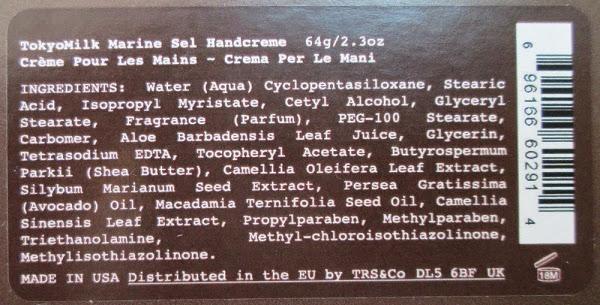 TokyoMilk Marine Sel Handcreme 64g/2.3oz
Crème Pour Les Mains ~ Crema Per Le Mani
INGREDIENTS: Water (Aqua) Cyclopentasiloxane, Stearic
Acid, Isopropyl Myristate, Cetyl Alcohol, Glyceryl
Stearate, Fragrance (Parfum), PEG-100 Stearate,
Carbomer, Aloe Barbadensis Leaf Juice, Glycerin,
Tetrasodium EDTA, Tocopheryl Acetate, Butyrospermum
Parkii (Shea Butter), Camellia Oleifera Leaf Extract,
Silybum Marianum Seed Extract, Persea Gratissima
(Avocado) Oil, Macadamia Ternifolia Seed Oil, Camellia
Sinensis Leaf Extract, Propylparaben, Methylparaben,
Triethanolamine, Methyl-chloroisothiazolinone,
Methylisothiazolinone.
MADE IN USA Distributed in the EU by TRS&Co DL5 6BF UK
6 96166 60291 4
18M